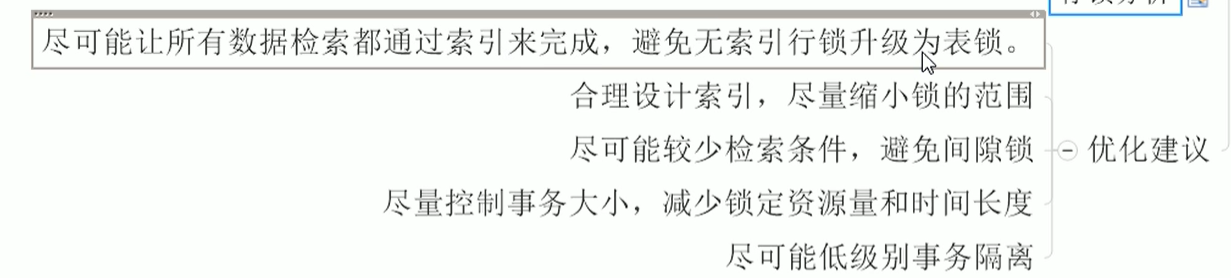 尽可能让所有数据检索都通过索引来完成，避免无索引行锁升级为表锁。
合理设计索引，尽量缩小锁的范围
尽可能较少检索条件，避免间隙锁
优化建议
尽量控制事务大小，减少锁定资源量和时间长度
尽可能低级别事务隔离